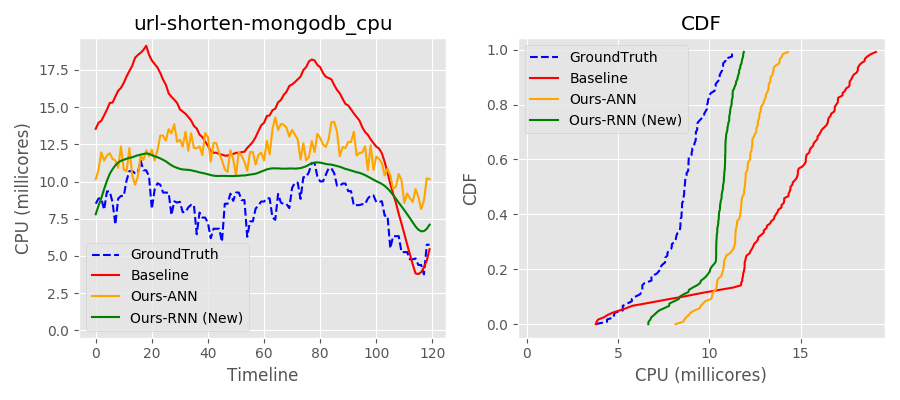 url-shorten-mongodb_cpu
CPU (millicores)
17.5
15.0
12.5
10.0
7.5
5.0
2.5
0.0
GroundTruth
Baseline
Ours-ANN
Ours-RNN (New)
0
20
40
60
80
100
120
Timeline
CDF
CDF
1.0
0.8
0.6
0.4
0.2
0.0
GroundTruth
Baseline
Ours-ANN
Ours-RNN (New)
0
5
10
15
CPU (millicores)